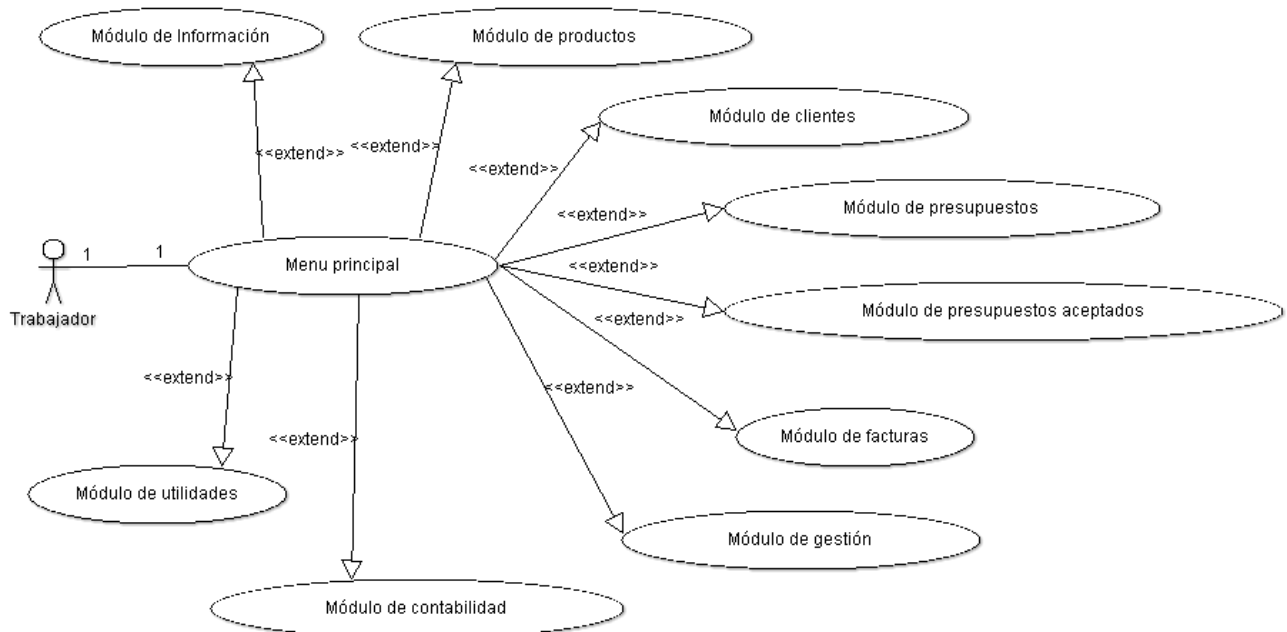 Módulo de Información
Módulo de productos
Módulo de clientes
<<extend>>
<<extend>>
<<extend>>
Módulo de presupuestos
<<extend>>
1
1
Menu principal
<<extend>>
Trabajador
Módulo de presupuestos aceptados
<<extend>>
<<extend>>
<<extend>>
<<extend>>
Módulo de facturas
Módulo de utilidades
Módulo de gestión
Módulo de contabilidad